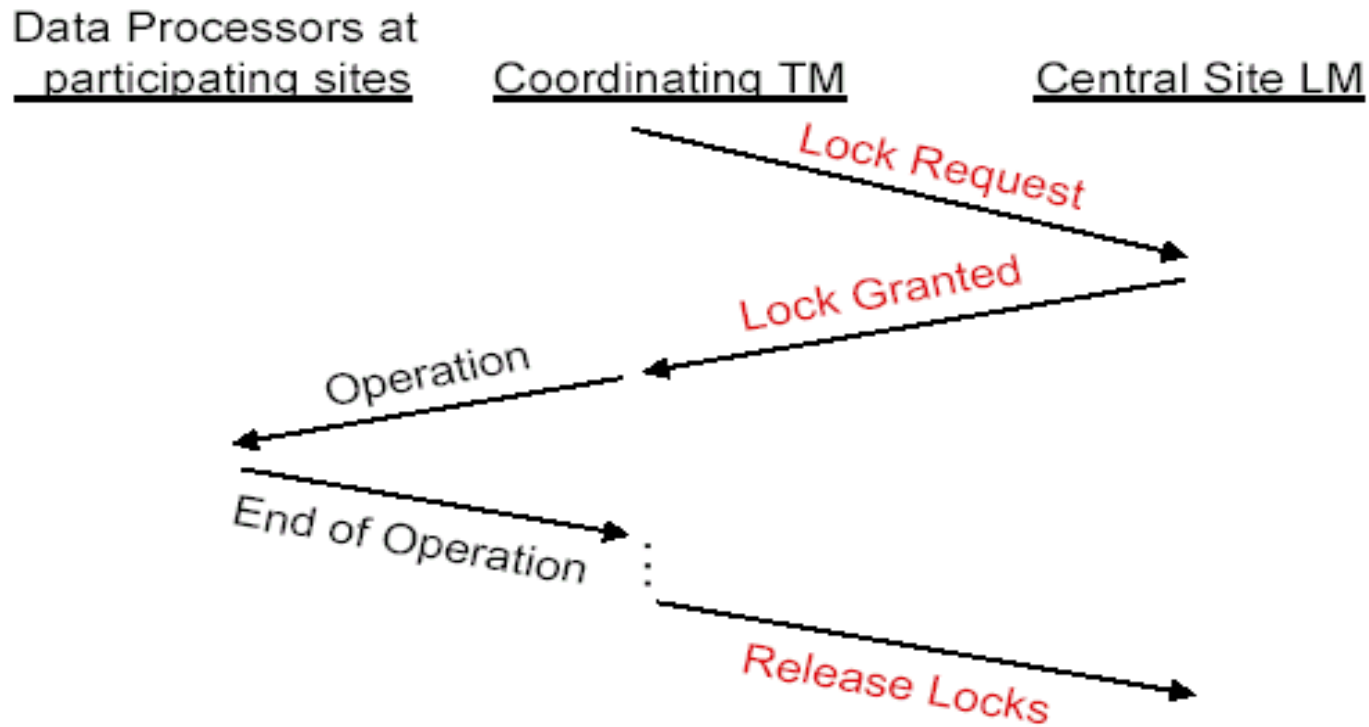 Data Processors at
participating sites
Coordinating TM
Central Site LM
Lock Request
Lock Granted
Operation
End of Operation
Release Locks